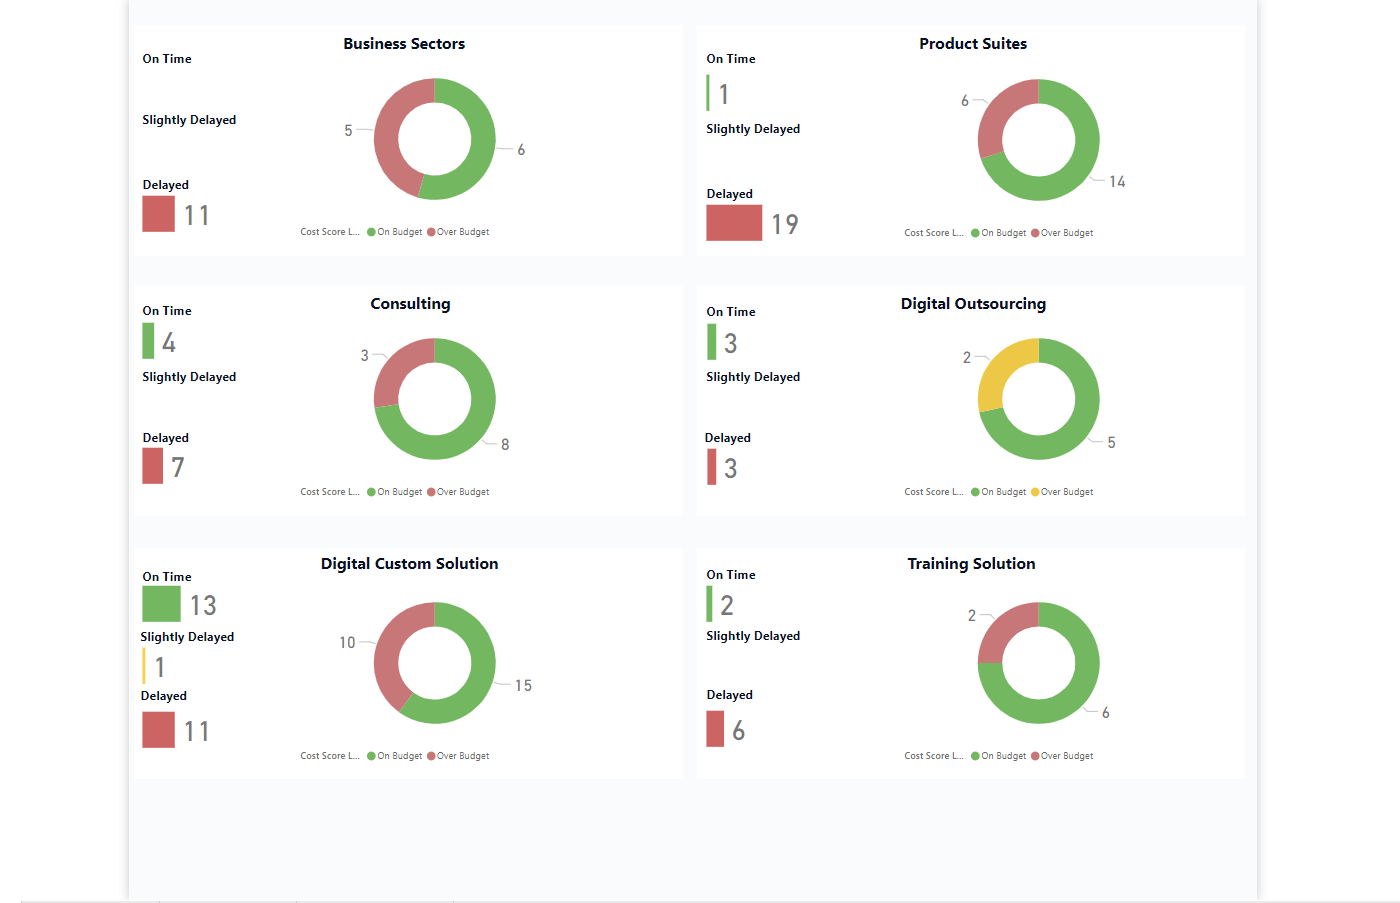 Business Sectors
On Time
Slightly Delayed
Delayed
11
5
6
Cost Score L... On Budget Over Budget
Product Suites
On Time
1
Slightly Delayed
Delayed
19
6
14
Cost Score L... On Budget Over Budget
Consulting
On Time
4
Slightly Delayed
Delayed
7
3
8
Cost Score L... On Budget Over Budget
Digital Outsourcing
On Time
3
Slightly Delayed
Delayed
3
2
5
Cost Score L... On Budget Over Budget
Digital Custom Solution
On Time
13
Slightly Delayed
1
Delayed
11
10
15
Cost Score L... On Budget Over Budget
Training Solution
On Time
2
Slightly Delayed
Delayed
6
2
6
Cost Score L... On Budget Over Budget